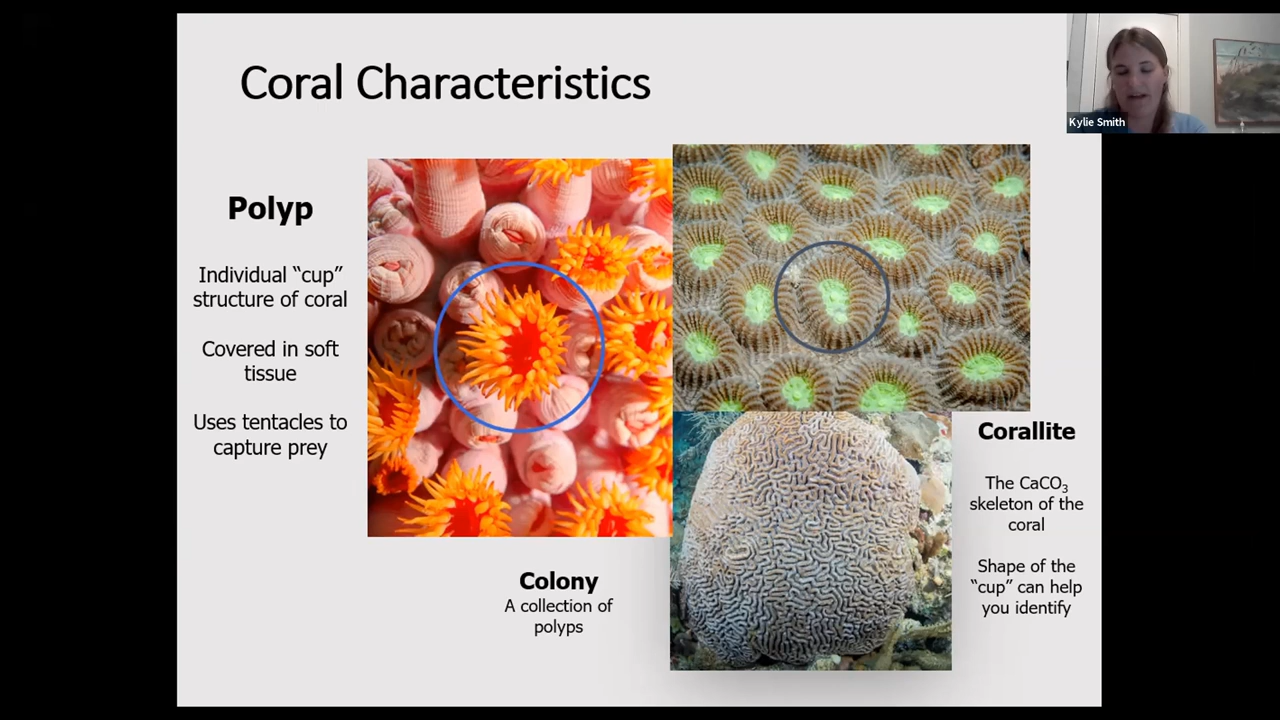 Coral Characteristics
Kylie Smith
Polyp
Individual “cup”
structure of coral
Covered in soft
tissue
Uses tentacles to
capture prey
Colony
A collection of
polyps
Corallite
The CaCO₃
skeleton of the
coral
Shape of the
“cup” can help
you identify